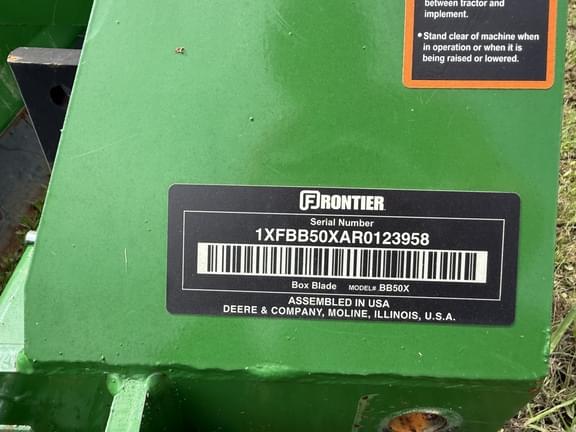 between tractor and
implement.
• Stand clear of machine when
in operation or when it is
being raised or lowered.
FRONTIER
Serial Number
1XFBB50XAR0123958
Box Blade MODEL# BB50X
ASSEMBLED IN USA
DEERE & COMPANY, MOLINE, ILLINOIS, U.S.A.